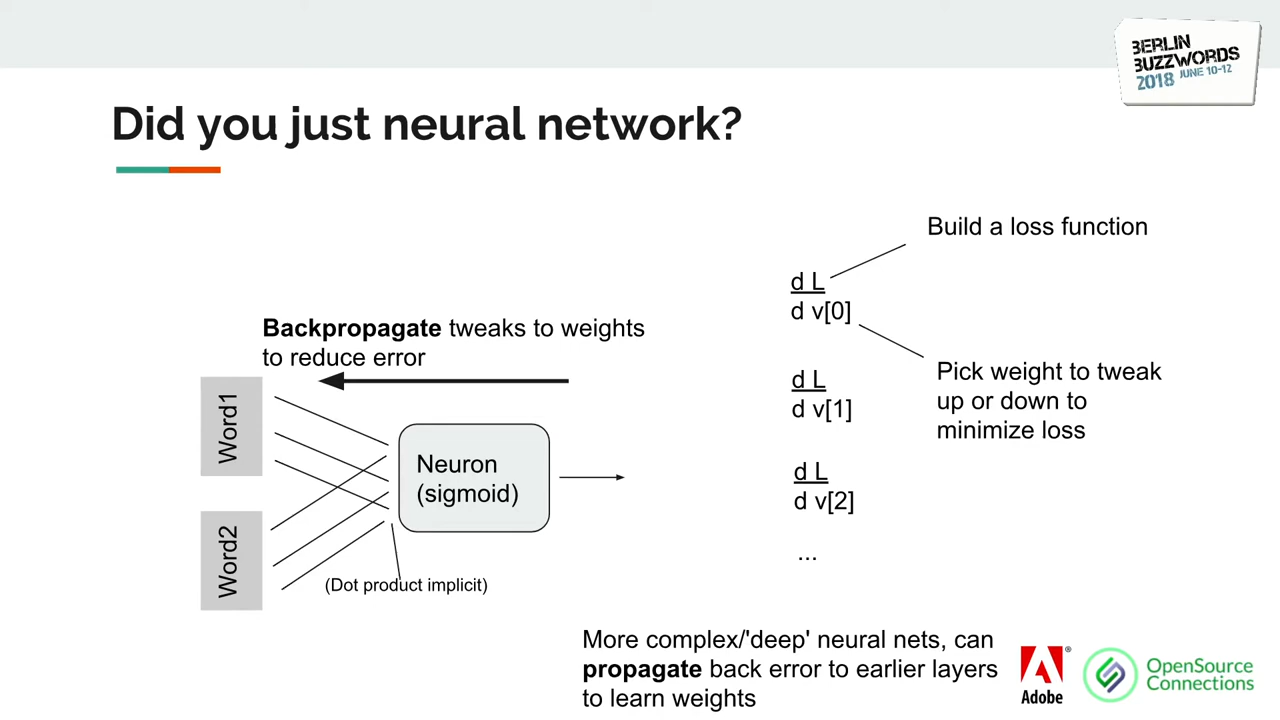 BERLIN
BUZZWORDS
2018 JUNE 10-12
Did you just neural network?
Build a loss function
d L
d v[0]
Backpropagate tweaks to weights
to reduce error
Pick weight to tweak
up or down to
minimize loss
d L
d v[1]
Word1
Neuron
(sigmoid)
d L
d v[2]
Word2
...
(Dot product implicit)
More complex/'deep' neural nets, can
propagate back error to earlier layers
to learn weights
Adobe®
OpenSource
Connections